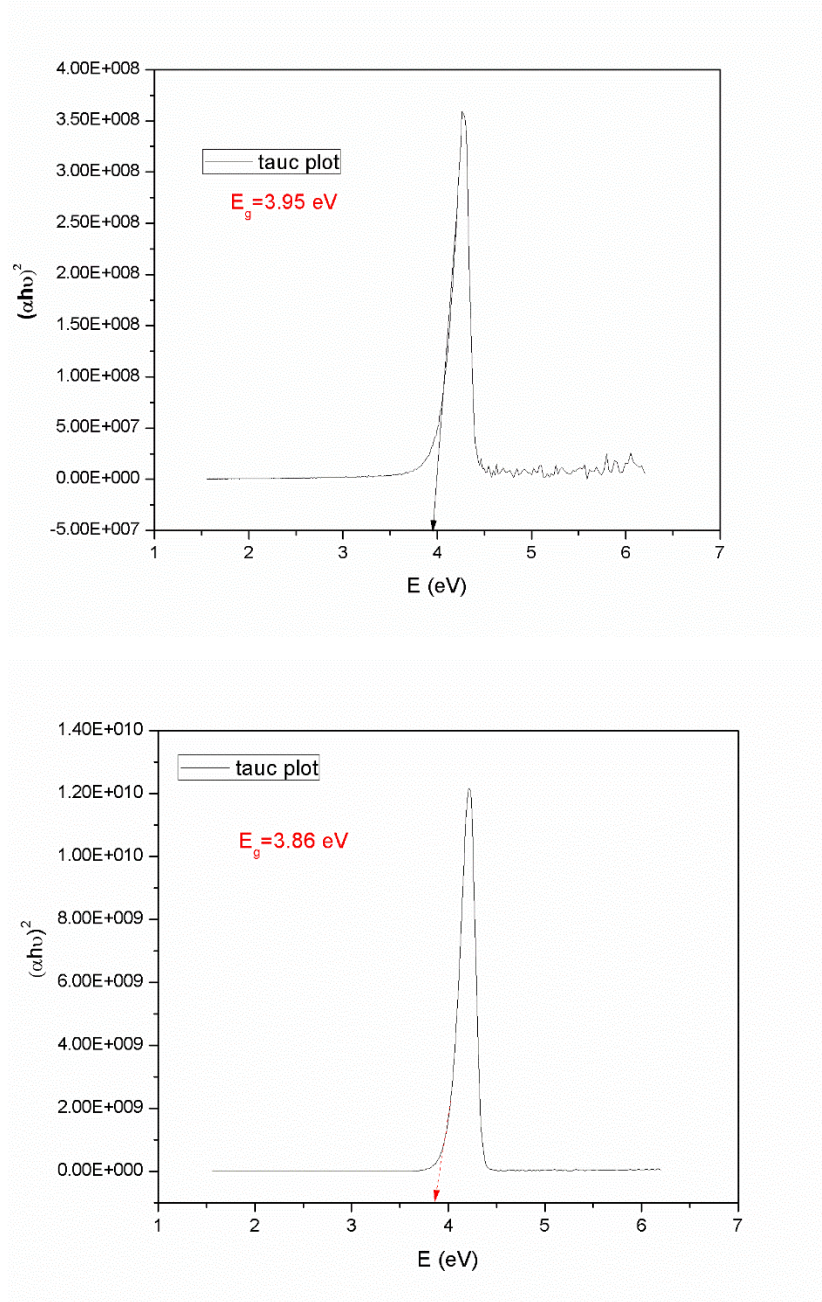 4.00E+008
3.50E+008
3.00E+008
2.50E+008
2.00E+008
1.50E+008
1.00E+008
5.00E+007
0.00E+000
-5.00E+007
(αhυ)²
tauc plot
E_g=3.95 eV
1 2 3 4 5 6 7
E (eV)
1.40E+010
1.20E+010
1.00E+010
8.00E+009
6.00E+009
4.00E+009
2.00E+009
0.00E+000
(αhυ)²
tauc plot
E_g=3.86 eV
1 2 3 4 5 6 7
E (eV)